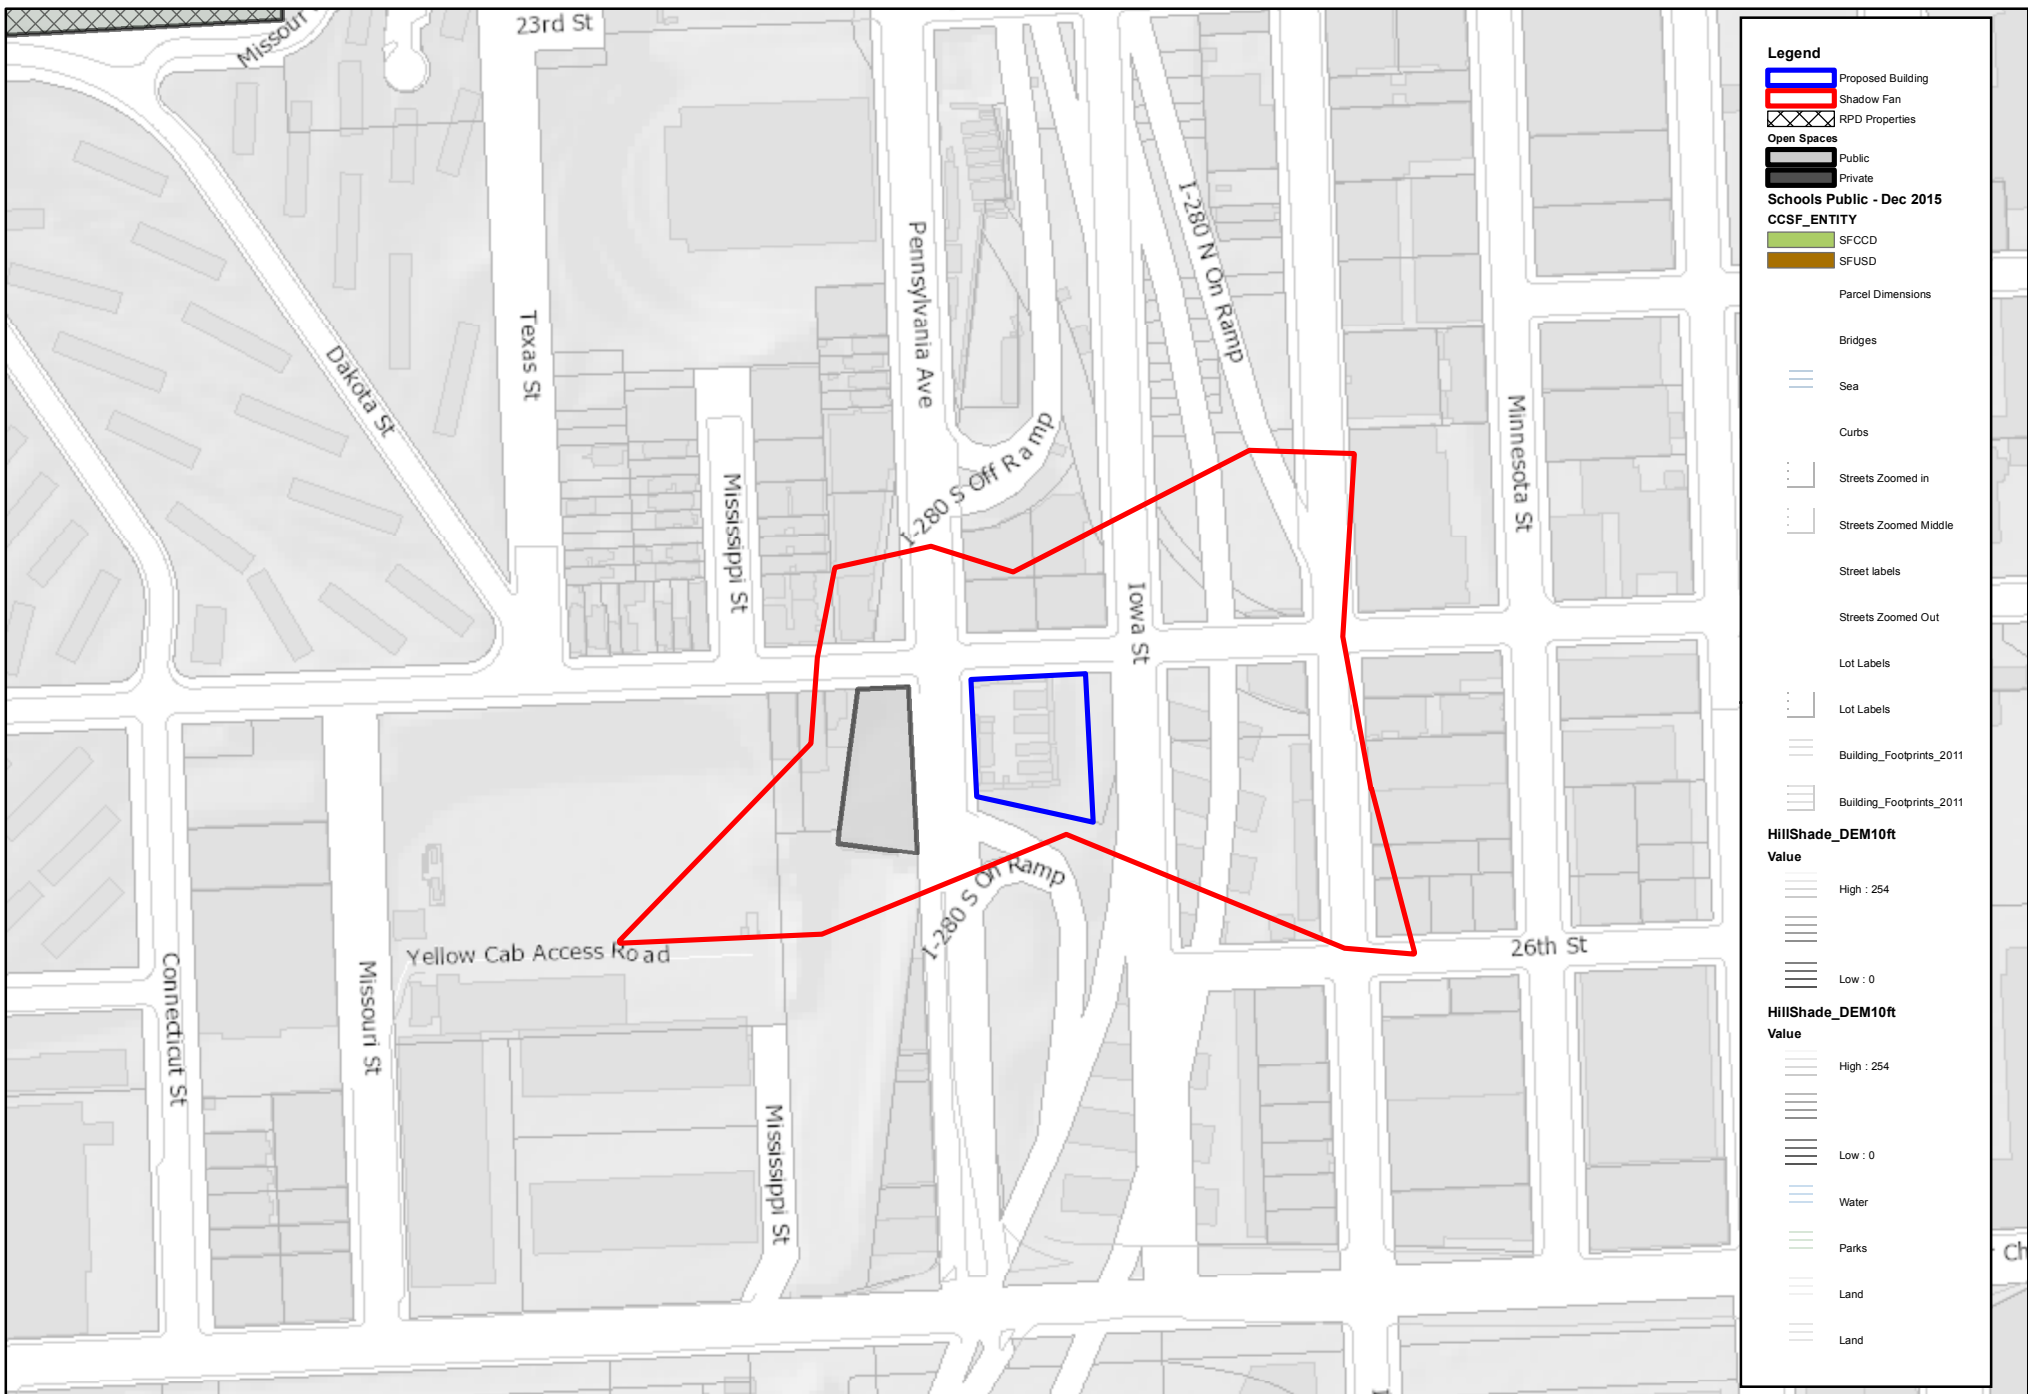 Missour
23rd St
Dakota St
Texas St
Mississippi St
Pennsylvania Ave
I-280 S Off Ramp
I-280 N On Ramp
Iowa St
Minnesota St
I-280 S On Ramp
Yellow Cab Access Road
26th St
Connecticut St
Missouri St
Mississippi St
Ch
Legend
Proposed Building
Shadow Fan
RPD Properties
Open Spaces
Public
Private
Schools Public - Dec 2015
CCSF_ENTITY
SFCCD
SFUSD
Parcel Dimensions
Bridges
Sea
Curbs
Streets Zoomed in
Streets Zoomed Middle
Street labels
Streets Zoomed Out
Lot Labels
Lot Labels
Building_Footprints_2011
Building_Footprints_2011
HillShade_DEM10ft
Value
High : 254
Low : 0
HillShade_DEM10ft
Value
High : 254
Low : 0
Water
Parks
Land
Land